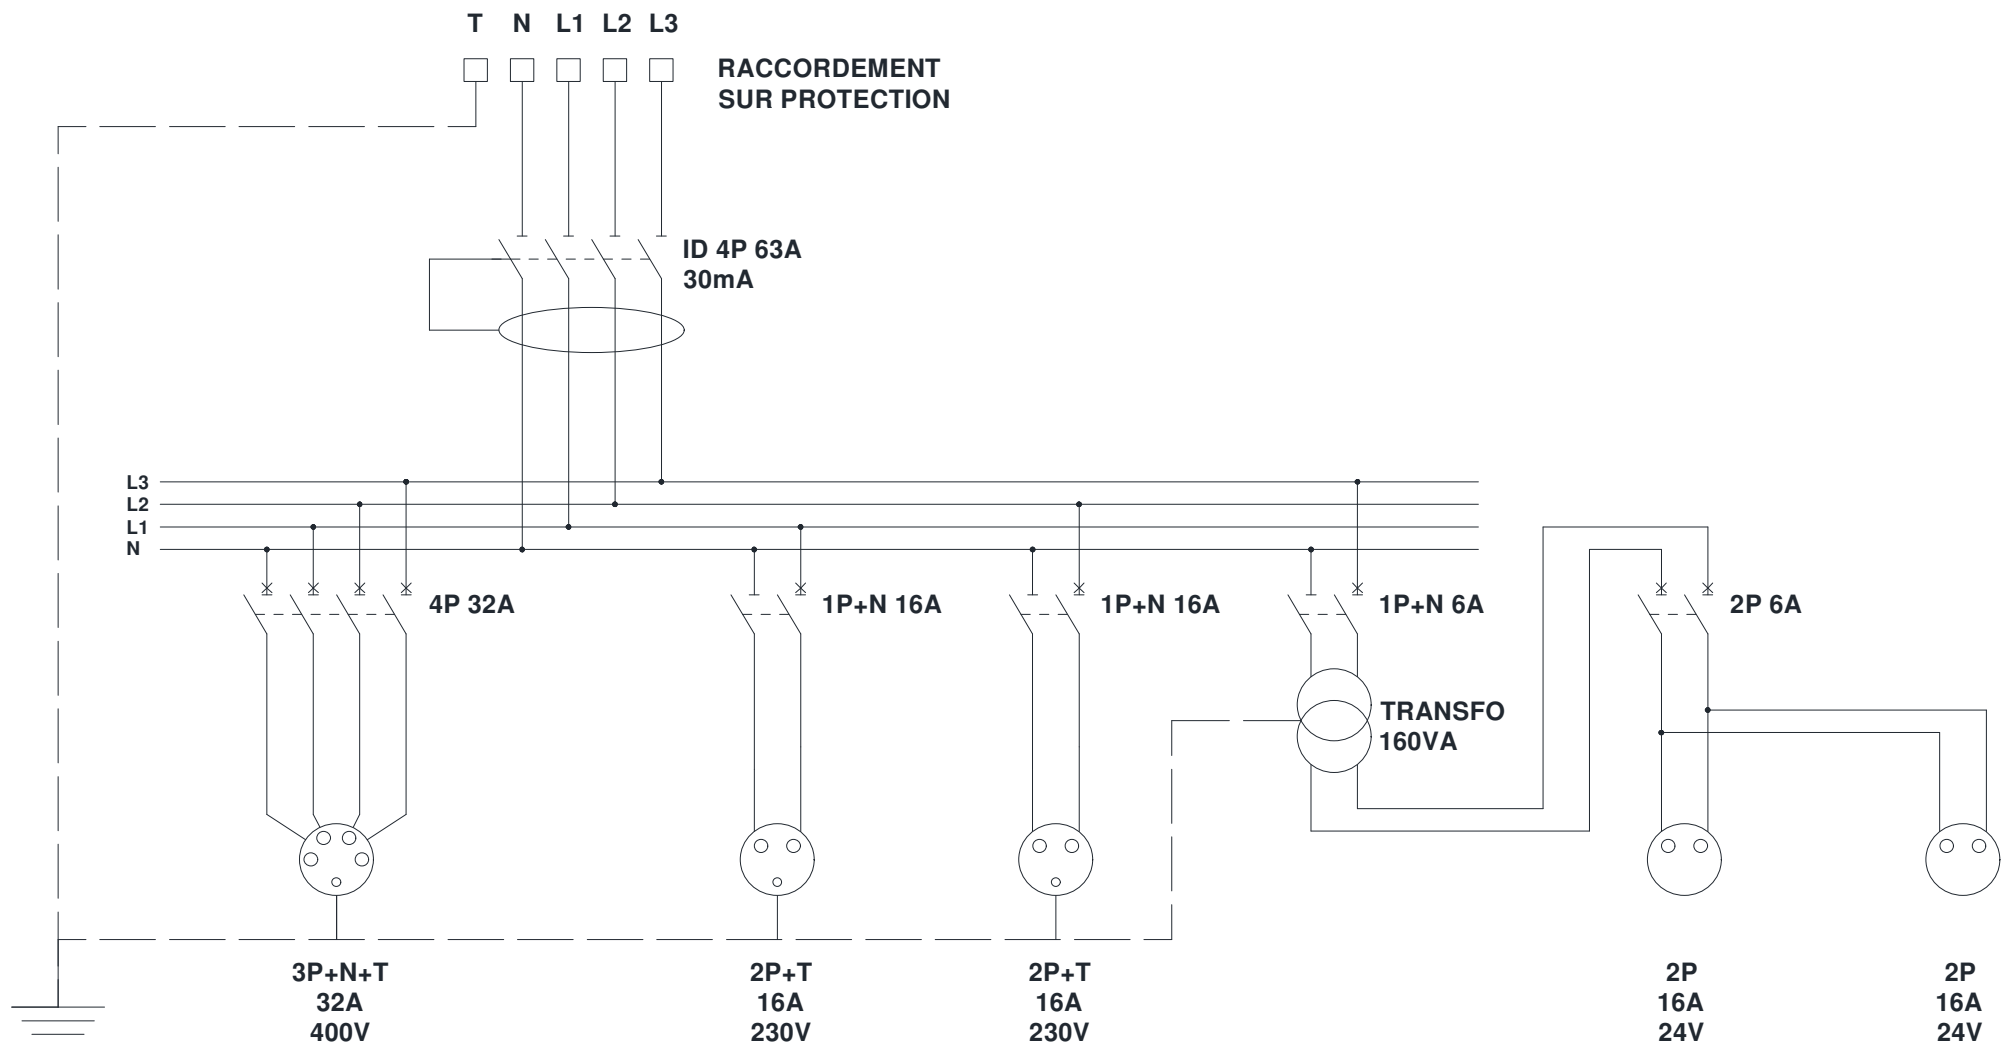 T N L1 L2 L3
RACCORDEMENT
SUR PROTECTION
ID 4P 63A
30mA
L3
L2
L1
N
4P 32A
1P+N 16A
1P+N 16A
1P+N 6A
2P 6A
TRANSFO
160VA
3P+N+T
32A
400V
2P+T
16A
230V
2P+T
16A
230V
2P
16A
24V
2P
16A
24V